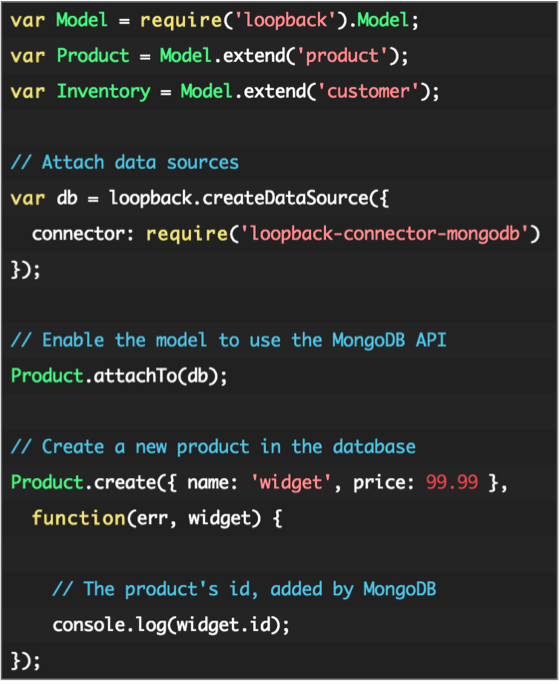 var Model = require('loopback').Model;
var Product = Model.extend('product');
var Inventory = Model.extend('customer');
// Attach data sources
var db = loopback.createDataSource({
connector: require('loopback-connector-mongodb')
});
// Enable the model to use the MongoDB API
Product.attachTo(db);
// Create a new product in the database
Product.create({ name: 'widget', price: 99.99 },
function(err, widget) {
// The product's id, added by MongoDB
console.log(widget.id);
});